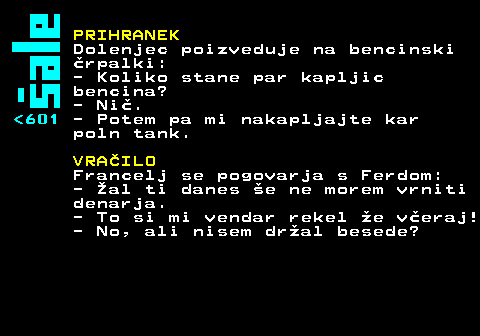 šale
PRIHRANEK
Dolenjec poizveduje na bencinski
črpalki:
- Koliko stane par kapljic
bencina?
- Nič.
<601 - Potem pa mi nakapljajte kar
poln tank.
VRAČILO
Francelj se pogovarja s Ferdom:
- Žal ti danes še ne morem vrniti
denarja.
- To si mi vendar rekel že včeraj!
- No, ali nisem držal besede?